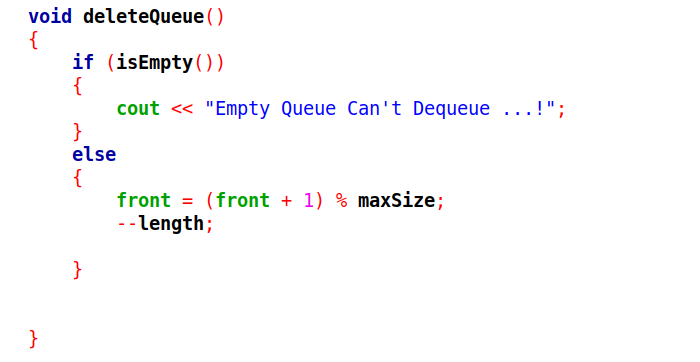 void deleteQueue()
{
    if (isEmpty())
    {
        cout << "Empty Queue Can't Dequeue ...!";
    }
    else
    {
        front = (front + 1) % maxSize;
        --length;
    }
}